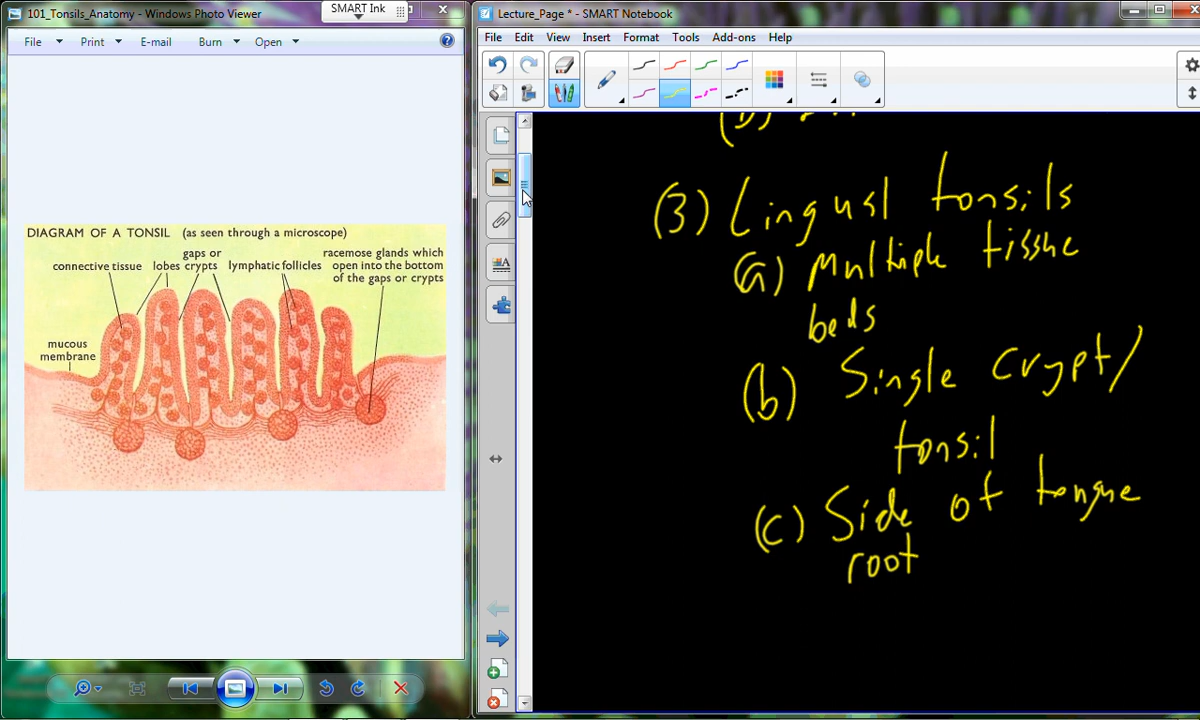 101_Tonsils_Anatomy - Windows Photo Viewer
SMART Ink
File Print E-mail Burn Open
DIAGRAM OF A TONSIL (as seen through a microscope)
connective tissue
lobes
gaps or
crypts
lymphatic follicles
racemose glands which
open into the bottom
of the gaps or crypts
mucous
membrane
Lecture_Page * - SMART Notebook
File Edit View Insert Format Tools Add-ons Help
(3) Lingual tonsils
(a) Multiple tissue
beds
(b) Single crypt/
tonsil
(c) Side of tongue
root